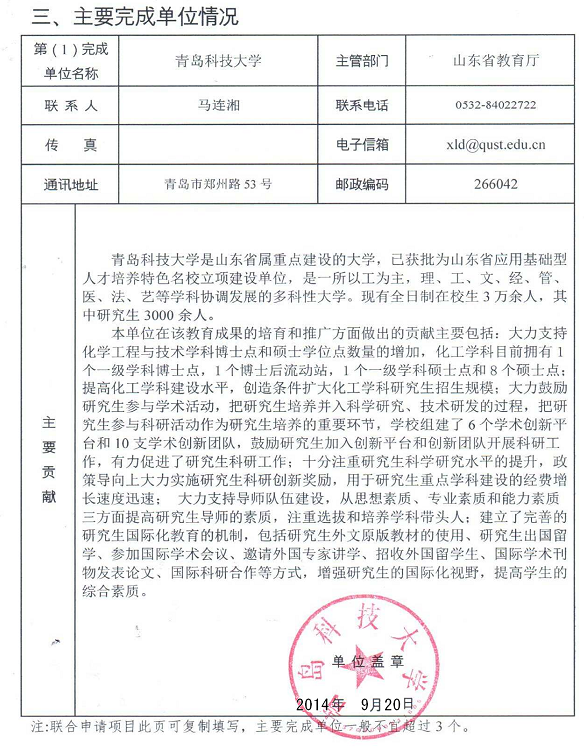 三、主要完成单位情况
第（1）完成
单位名称
青岛科技大学
主管部门
山东省教育厅
联 系 人
马连湘
联系电话
0532-84022722
传 真
电子信箱
xld@qust.edu.cn
通讯地址
青岛市郑州路 53 号
邮政编码
266042
主
要
贡
献
青岛科技大学是山东省属重点建设的大学，已获批为山东省应用基础型
人才培养特色名校立项建设单位，是一所以工为主，理、工、文、经、管、
医、法、艺等学科协调发展的多科性大学。现有全日制在校生 3 万余人，其
中研究生 3000 余人。
本单位在该教育成果的培育和推广方面做出的贡献主要包括：大力支持
化学工程与技术学科博士点和硕士学位点数量的增加，化工学科目前拥有 1
个一级学科博士点，1 个博士后流动站，1 个一级学科硕士点和 8 个硕士点；
提高化工学科建设水平，创造条件扩大化工学科研究生招生规模；大力鼓励
研究生参与学术活动，把研究生培养并入科学研究、技术研发的过程，把研
究生参与科研活动作为研究生培养的重要环节，学校组建了 6 个学术创新平
台和 10 支学术创新团队，鼓励研究生加入创新平台和创新团队开展科研工
作，有力促进了研究生科研工作；十分注重研究生科学研究水平的提升，政
策导向上大力实施研究生科研创新奖励，用于研究生重点学科建设的经费增
长速度迅速； 大力支持导师队伍建设，从思想素质、专业素质和能力素质
三方面提高研究生导师的素质，注重选拔和培养学科带头人；建立了完善的
研究生国际化教育的机制，包括研究生外文原版教材的使用、研究生出国留
学、参加国际学术会议、邀请外国专家讲学、招收外国留学生、国际学术刊
物发表论文、国际科研合作等方式，增强研究生的国际化视野，提高学生的
综合素质。
岛科技大学
单 位 盖 章
2014年 9月20日
注:联合申请项目此页可复制填写，主要完成单位一般不宜超过 3 个。